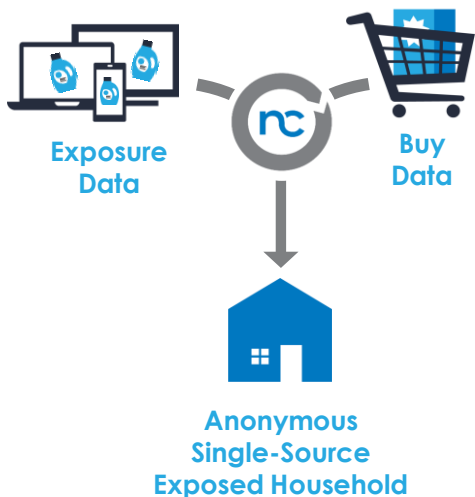 nc
Exposure
Data
Buy
Data
Anonymous
Single-Source
Exposed Household